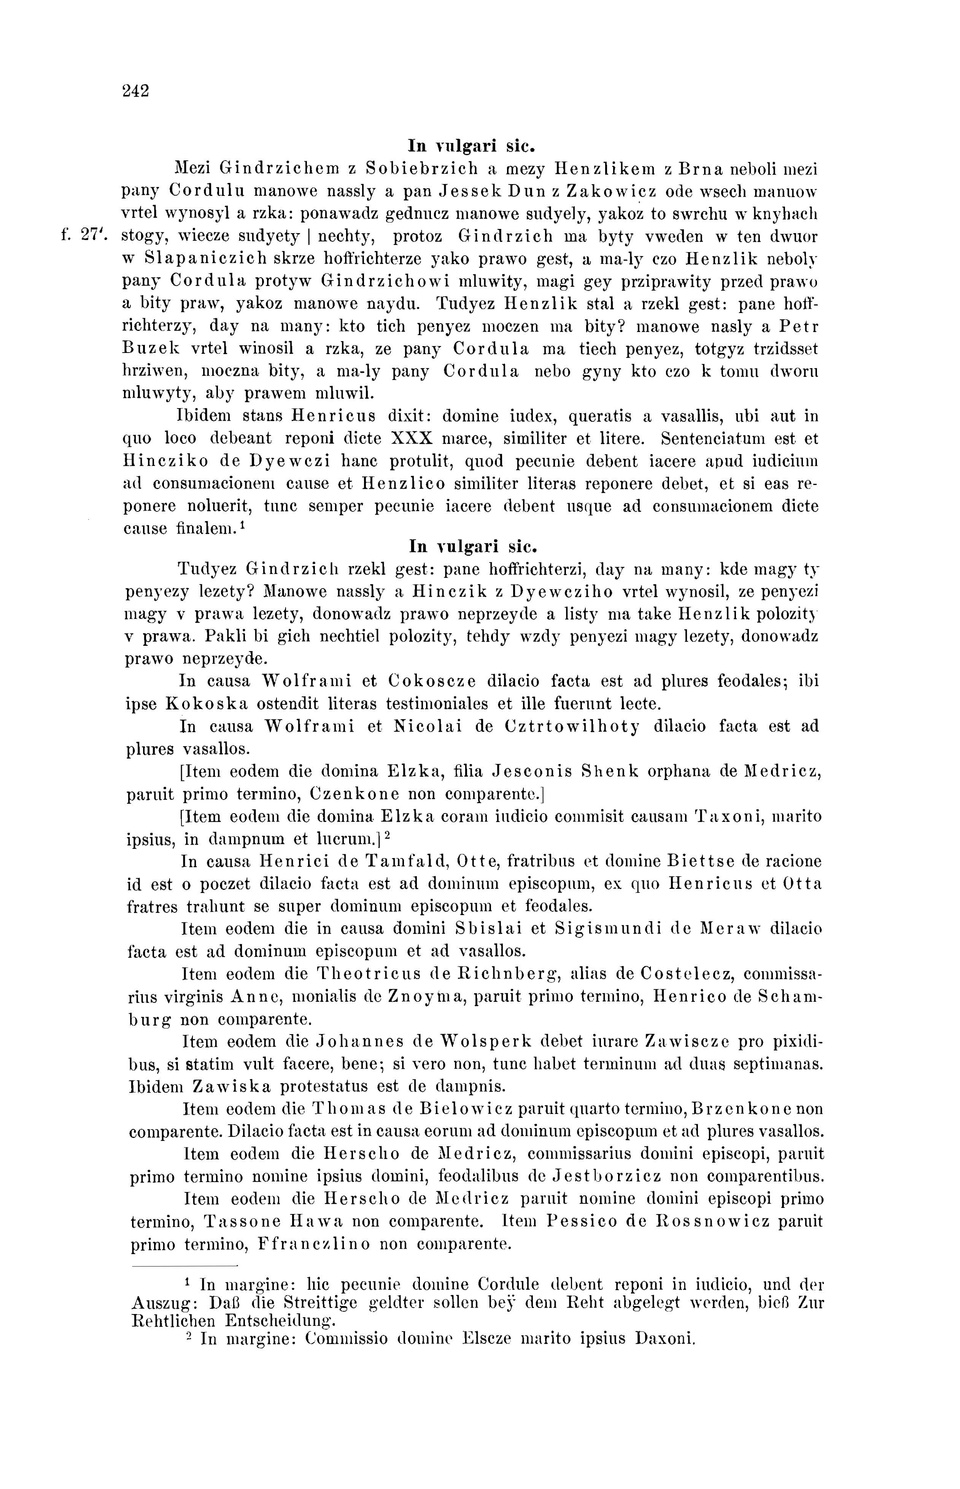 242
In vulgari sic.
Mezi Gindrzichem z Sobiebrzich a mezy Henzlikem z Brna neboli mezi
pany Cordulu manowe nassly a pan Jessek Dun z Zakowicz ode wsech manuow
vrtel wynosyl a rzka: ponawadz gednucz manowe sudyely, yakoz to swrchu w knyhach
f. 27'. stogy, wiecze sudyety | nechty, protoz Gindrzich ma byty vweden w ten dwuor
w Slapaniczich skrze hoffrichterze yako prawo gest, a ma-ly czo Henzlik neboly
pany Cordula protyw Gindrzichowi mluwity, magi gey prziprawity przed prawo
a bity praw, yakoz manowe naydu. Tudyez Henzlik stal a rzekl gest: pane hoff-
richterzy, day na many: kto tich penyez moczen ma bity? manowe nasly a Petr
Buzek vrtel winosil a rzka, ze pany Cordula ma tiech penyez, totgyz trzidsset
hrziwen, moczna bity, a ma-ly pany Cordula nebo gyny kto czo k tomu dworu
mluwyty, aby prawem mluwil.
Ibidem stans Henricus dixit: domine iudex, queratis a vasallis, ubi aut in
quo loco debeant reponi dicte XXX marce, similiter et litere. Sentenciatum est et
Hincziko de Dyewczi hanc protulit, quod pecunie debent iacere apud iudicium
ad consumacionem cause et Henzlico similiter literas reponere debet, et si eas re-
ponere noluerit, tunc semper pecunie iacere debent usque ad consumacionem dicte
cause finalem.¹
In vulgari sic.
Tudyez Gindrzich rzekl gest: pane hoffrichterzi, day na many: kde magy ty
penyezy lezety? Manowe nassly a Hinczik z Dyewcziho vrtel wynosil, ze penyezi
magy v prawa lezety, donowadz prawo neprzeyde a listy ma take Henzlik polozity
v prawa. Pakli bi gich nechtiel polozity, tehdy wzdy penyezi magy lezety, donowadz
prawo neprzeyde.
In causa Wolframi et Cokoscze dilacio facta est ad plures feodales; ibi
ipse Kokoska ostendit literas testimoniales et ille fuerunt lecte.
In causa Wolframi et Nicolai de Cztrtowilhoty dilacio facta est ad
plures vasallos.
[Item eodem die domina Elzka, filia Jesconis Shenk orphana de Medricz,
paruit primo termino, Czenkone non comparente.]
[Item eodem die domina Elzka coram iudicio commisit causam Taxoni, marito
ipsius, in dampnum et lucrum.]²
In causa Henrici de Tamfald, Otte, fratribus et domine Biettse de racione
id est o poczet dilacio facta est ad dominum episcopum, ex quo Henricus et Otta
fratres trahunt se super dominum episcopum et feodales.
Item eodem die in causa domini Sbislai et Sigismundi de Meraw dilacio
facta est ad dominum episcopum et ad vasallos.
Item eodem die Theotricus de Richnberg, alias de Costelecz, commissa-
rius virginis Anne, monialis de Znoyma, paruit primo termino, Henrico de Scham-
burg non comparente.
Item eodem die Johannes de Wolsperk debet iurare Zawiscze pro pixidi-
bus, si statim vult facere, bene; si vero non, tunc habet terminum ad duas septimanas.
Ibidem Zawiska protestatus est de dampnis.
Item eodem die Thomas de Bielowicz paruit quarto termino, Brzenkone non
comparente. Dilacio facta est in causa eorum ad dominum episcopum et ad plures vasallos.
Item eodem die Herscho de Medricz, commissarius domini episcopi, paruit
primo termino nomine ipsius domini, feodalibus de Jestborzicz non comparentibus.
Item eodem die Herscho de Medricz paruit nomine domini episcopi primo
termino, Tassone Hawa non comparente. Item Pessico de Rossnowicz paruit
primo termino, Ffranczlino non comparente.
¹ In margine: hic pecunie domine Cordule debent reponi in iudicio, und der
Auszug: Daß die Streittige geldter sollen beÿ dem Reht abgelegt werden, bieß Zur
Rehtlichen Entscheidung.
² In margine: Commissio domine Elscze marito ipsius Daxoni.